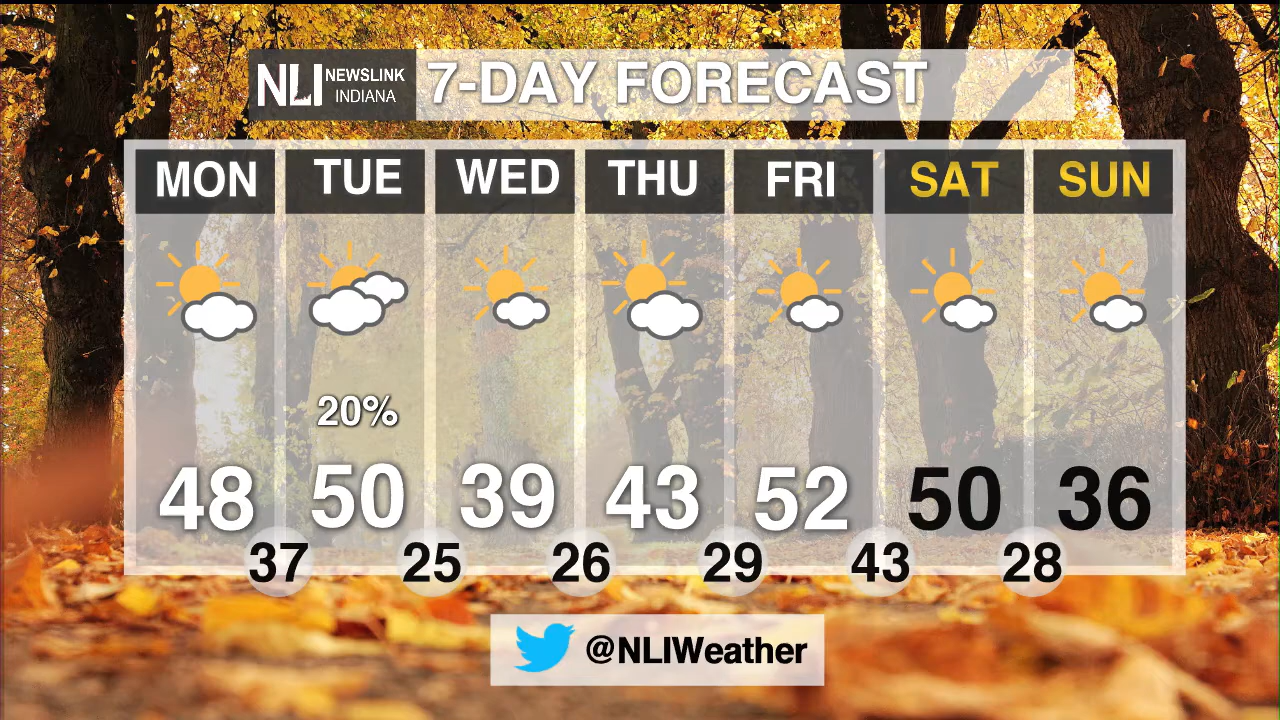 NLI NEWSLINK INDIANA 7-DAY FORECAST
MON TUE WED THU FRI SAT SUN
20%
48 50 39 43 52 50 36
37 25 26 29 43 28
@NLIWeather